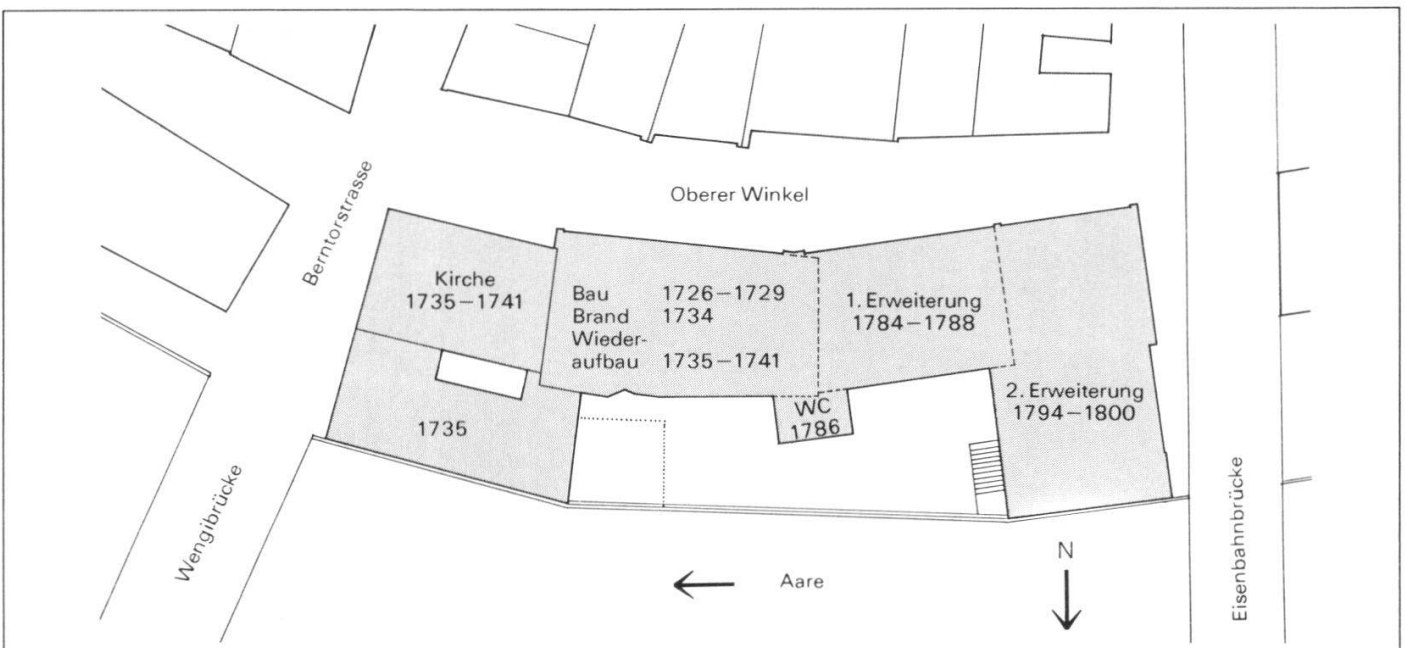 Oberer Winkel
Berntorstrasse
Kirche
1735–1741
Bau 1726–1729
Brand 1734
Wieder-
aufbau 1735–1741
1. Erweiterung
1784–1788
2. Erweiterung
1794–1800
WC
1786
1735
Wengibrücke
Eisenbahnbrücke
Aare
N